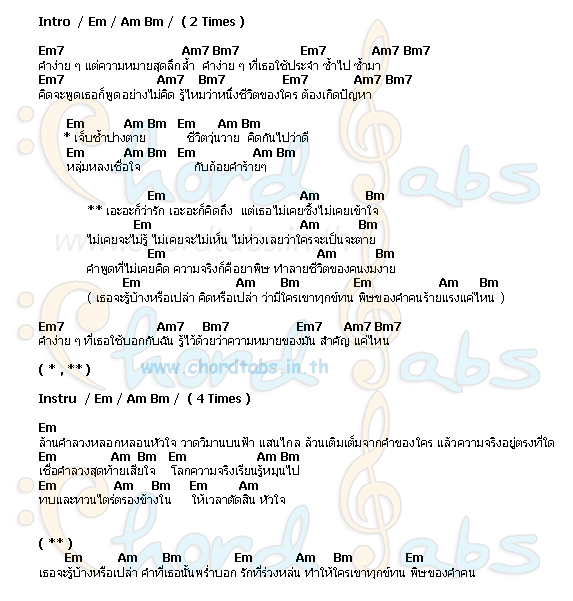 Intro / Em / Am Bm / ( 2 Times )
Em7 Am7 Bm7 Em7 Am7 Bm7
คำง่าย ๆ แต่ความหมายสุดลึกล้ำ คำง่าย ๆ ที่เธอใช้ประจำ ซ้ำไป ซ้ำมา
Em7 Am7 Bm7 Em7 Am7 Bm7
คิดจะพูดเธอก็พูดอย่างไม่คิด รู้ไหมว่าหนึ่งชีวิตของใคร ต้องเกิดปัญหา
Em Am Bm Em Am Bm
* เจ็บช้ำปางตาย ชีวิตวุ่นวาย คิดกันไปว่าดี
Em Am Bm Em Am Bm
หลุ่มหลงเชื่อใจ กับถ้อยคำร้ายๆ
Em Am Bm
** เอะอะก็ว่ารัก เอะอะก็คิดถึง แต่เธอไม่เคยซึ้งไม่เคยเข้าใจ
Em Am Bm
ไม่เคยจะไม่รู้ ไม่เคยจะไม่เห็น ไม่ห่วงเลยว่าใครจะเป็นจะตาย
Em Am Bm
คำพูดที่ไม่เคยคิด ความจริงก็คือยาพิษ ทำลายชีวิตของคนงมงาย
Em Am Bm Em Am Bm
( เธอจะรู้บ้างหรือเปล่า คิดหรือเปล่า ว่ามีใครเขาทุกข์ทน พิษของคำคนร้ายแรงแค่ไหน )
Em7 Am7 Bm7 Em7 Am7 Bm7
คำง่าย ๆ ที่เธอใช้บอกกับฉัน รู้ไว้ด้วยว่าความหมายของมัน สำคัญ แค่ไหน
( * , ** )
www.chordtabs.in.th
Instru / Em / Am Bm / ( 4 Times )
Em
ล้านคำลวงหลอกหลอนหัวใจ วาดวิมานบนฟ้า แสนไกล ล้วนเติมเต็มจากคำของใคร แล้วความจริงอยู่ตรงที่ใด
Em Am Bm Em Am Bm
เชื่อคำลวงสุดท้ายเสียใจ โลกความจริงเรียนรู้หมุนไป
Em Am Bm Em Am
ทบและทวนไตร่ตรองข้างใน ให้เวลาตัดสิน หัวใจ
( ** )
Em Am Bm Em Am Bm Em
เธอจะรู้บ้างหรือเปล่า คำที่เธอนั้นพร่ำบอก รักที่ร่วงหล่น ทำให้ใครเขาทุกข์ทน พิษของคำคน